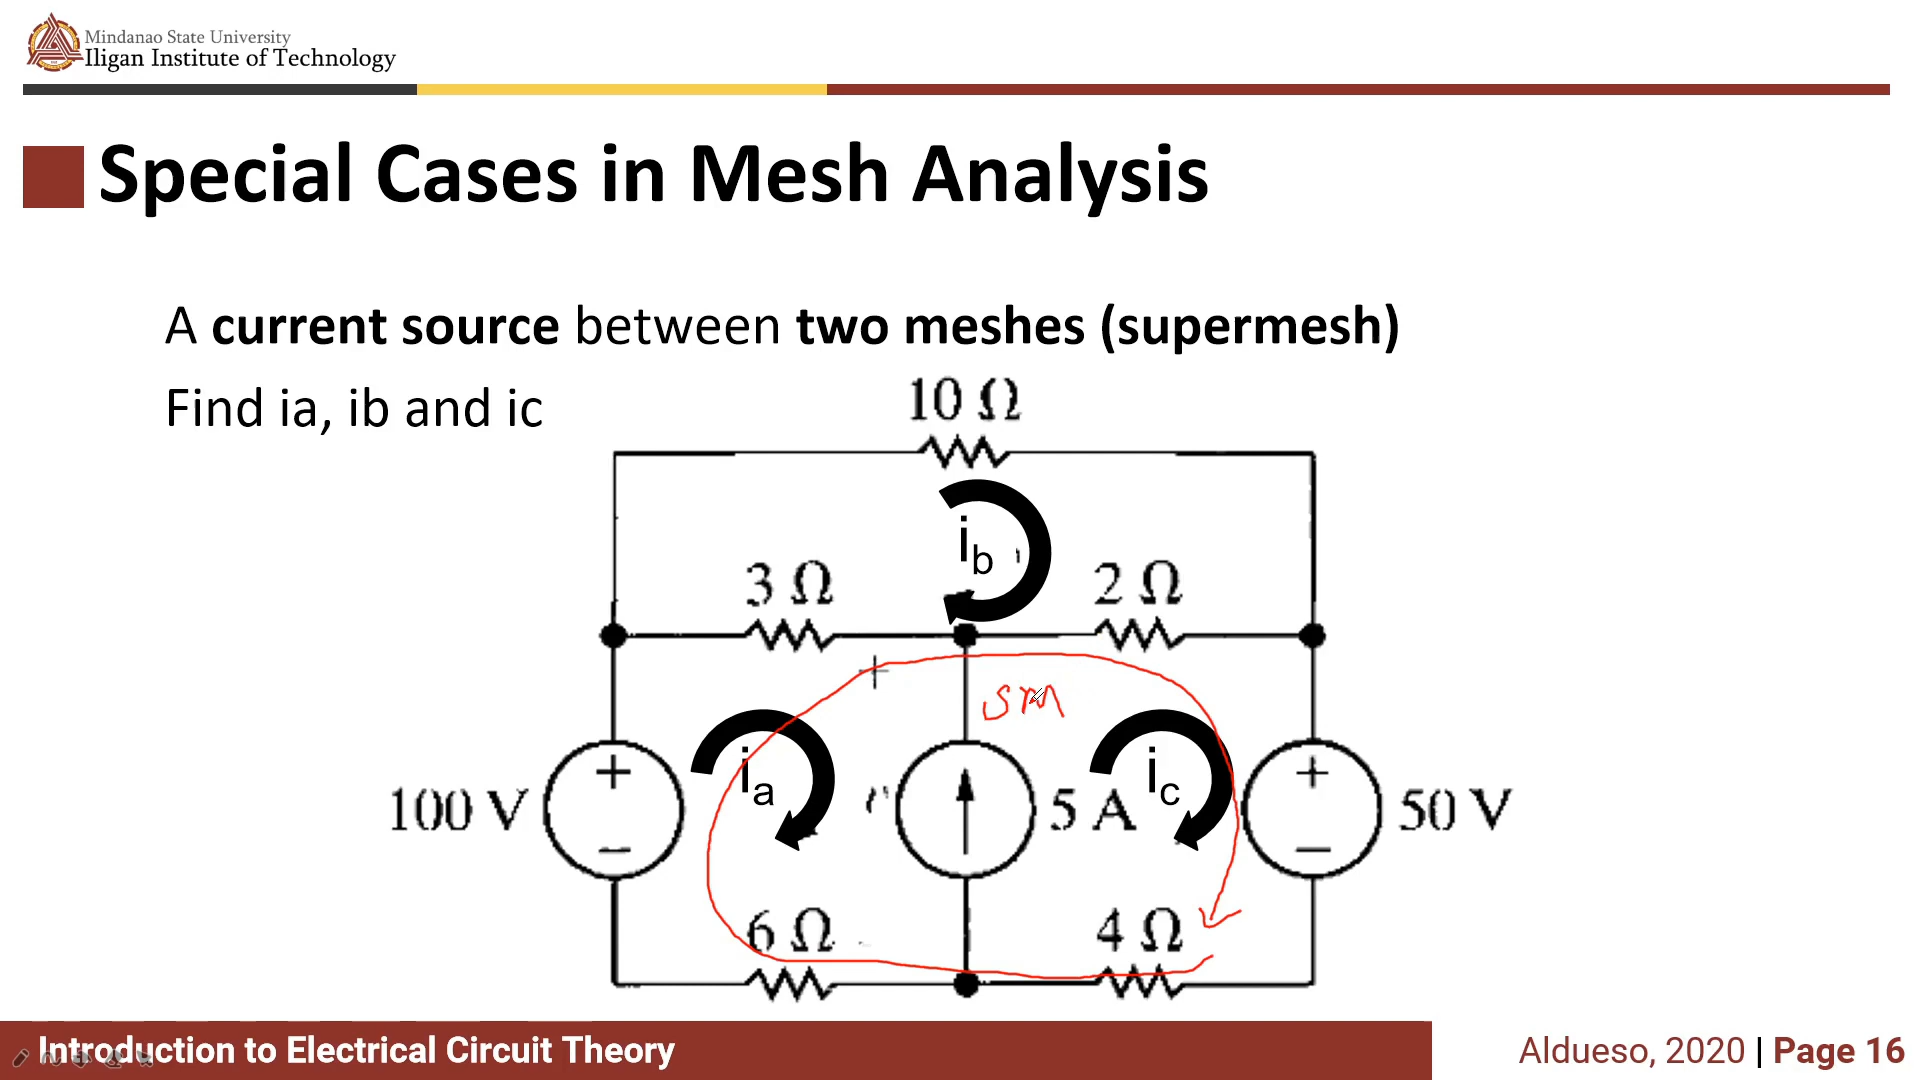 Mindanao State University
Iligan Institute of Technology
Special Cases in Mesh Analysis
A current source between two meshes (supermesh)
Find ia, ib and ic
10 Ω
ib
3 Ω
2 Ω
+
SM
100 V
+
−
ia
5 A
ic
+
−
50 V
6 Ω
4 Ω
Introduction to Electrical Circuit Theory
Aldueso, 2020 | Page 16